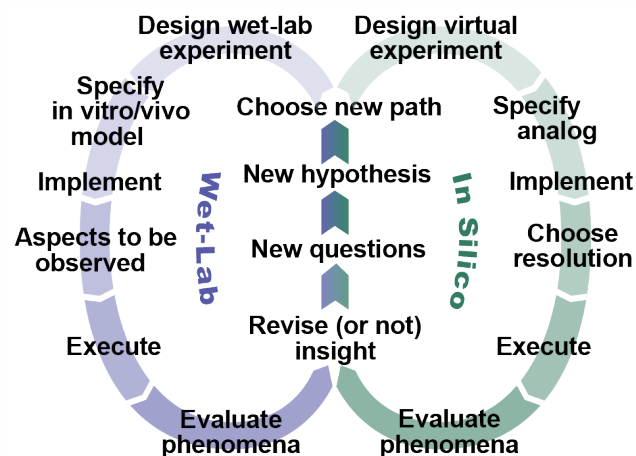 Design wet-lab
experiment
Design virtual
experiment
Specify
in vitro/vivo
model
Choose new path
Specify
analog
Implement
New hypothesis
Implement
Wet-Lab
In Silico
Aspects to be
observed
New questions
Choose
resolution
Execute
Revise (or not)
insight
Execute
Evaluate
phenomena
Evaluate
phenomena